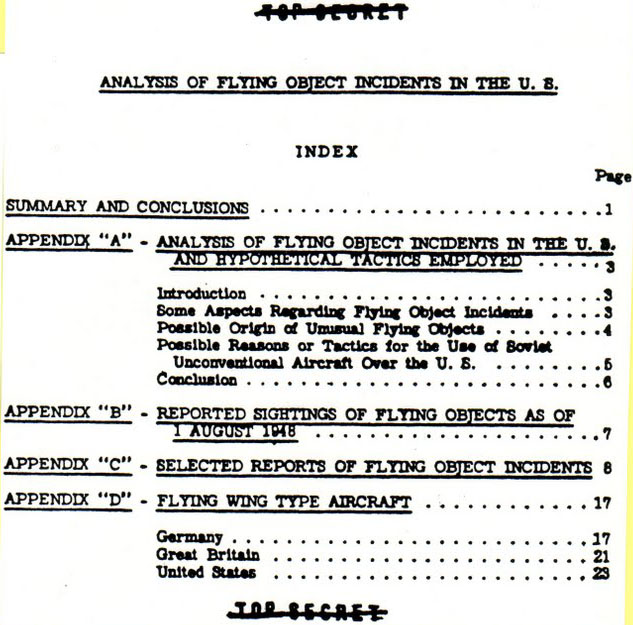 TOP SECRET
ANALYSIS OF FLYING OBJECT INCIDENTS IN THE U. S.
INDEX
Page
SUMMARY AND CONCLUSIONS .........................1
APPENDIX "A" - ANALYSIS OF FLYING OBJECT INCIDENTS IN THE U. S.
AND HYPOTHETICAL TACTICS EMPLOYED .....3
Introduction ........................3
Some Aspects Regarding Flying Object Incidents ....3
Possible Origin of Unusual Flying Objects .......4
Possible Reasons or Tactics for the Use of Soviet
Unconventional Aircraft Over the U. S. ........5
Conclusion .........................6
APPENDIX "B" - REPORTED SIGHTINGS OF FLYING OBJECTS AS OF
1 AUGUST 1948 ...................7
APPENDIX "C" - SELECTED REPORTS OF FLYING OBJECT INCIDENTS 8
APPENDIX "D" - FLYING WING TYPE AIRCRAFT ...........17
Germany ..........................17
Great Britain ......................21
United States ......................23
TOP SECRET